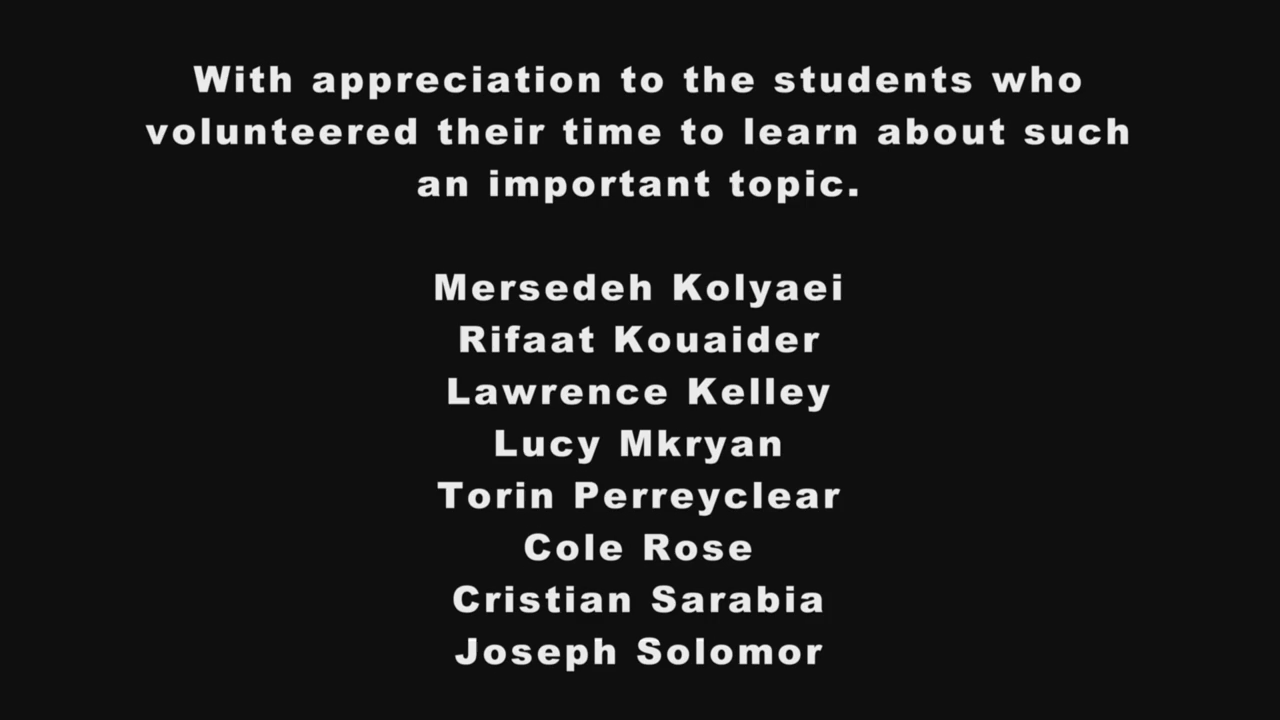 With appreciation to the students who
volunteered their time to learn about such
an important topic.
Mersedeh Kolyaei
Rifaat Kouaider
Lawrence Kelley
Lucy Mkryan
Torin Perreyclear
Cole Rose
Cristian Sarabia
Joseph Solomor